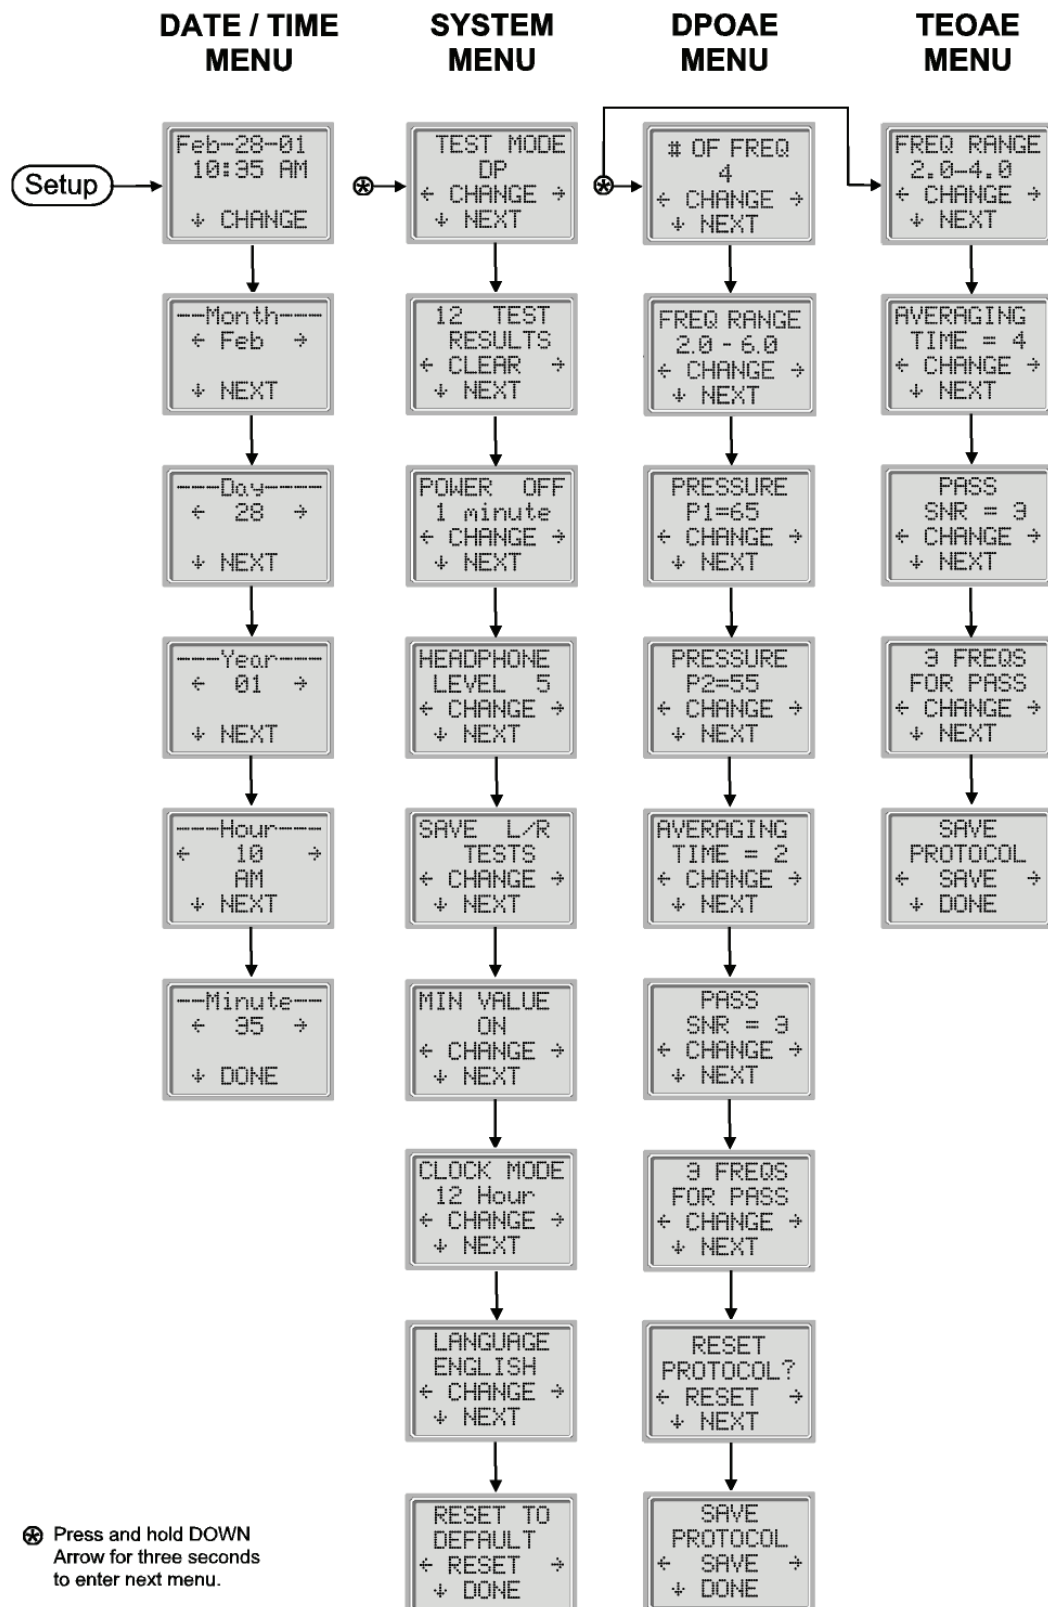 DATE / TIME
MENU
SYSTEM
MENU
DPOAE
MENU
TEOAE
MENU
Setup
Feb-28-01
10:35 AM
↓ CHANGE
---Month---
← Feb →
↓ NEXT
----Day-----
← 28 →
↓ NEXT
----Year----
← 01 →
↓ NEXT
----Hour----
← 10 →
AM
↓ NEXT
---Minute---
← 35 →
↓ DONE
TEST MODE
DP
← CHANGE →
↓ NEXT
12 TEST
RESULTS
← CLEAR →
↓ NEXT
POWER OFF
1 minute
← CHANGE →
↓ NEXT
HEADPHONE
LEVEL 5
← CHANGE →
↓ NEXT
SAVE L/R
TESTS
← CHANGE →
↓ NEXT
MIN VALUE
ON
← CHANGE →
↓ NEXT
CLOCK MODE
12 Hour
← CHANGE →
↓ NEXT
LANGUAGE
ENGLISH
← CHANGE →
↓ NEXT
RESET TO
DEFAULT
← RESET →
↓ DONE
# OF FREQ
4
← CHANGE →
↓ NEXT
FREQ RANGE
2.0 - 6.0
← CHANGE →
↓ NEXT
PRESSURE
P1=65
← CHANGE →
↓ NEXT
PRESSURE
P2=55
← CHANGE →
↓ NEXT
AVERAGING
TIME = 2
← CHANGE →
↓ NEXT
PASS
SNR = 3
← CHANGE →
↓ NEXT
3 FREQS
FOR PASS
← CHANGE →
↓ NEXT
RESET
PROTOCOL?
← RESET →
↓ NEXT
SAVE
PROTOCOL
← SAVE →
↓ DONE
FREQ RANGE
2.0-4.0
← CHANGE →
↓ NEXT
AVERAGING
TIME = 4
← CHANGE →
↓ NEXT
PASS
SNR = 3
← CHANGE →
↓ NEXT
3 FREQS
FOR PASS
← CHANGE →
↓ NEXT
SAVE
PROTOCOL
← SAVE →
↓ DONE
⊛ Press and hold DOWN
Arrow for three seconds
to enter next menu.